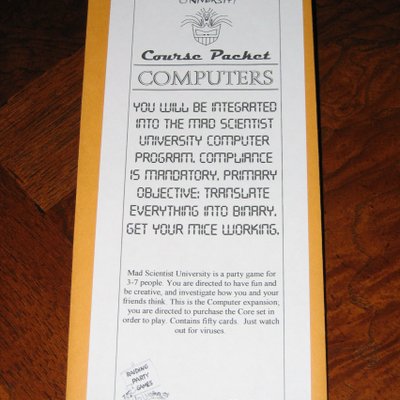 UNIVERSITY
Course Packet
COMPUTERS
YOU WILL BE INTEGRATED
INTO THE MAD SCIENTIST
UNIVERSITY COMPUTER
PROGRAM. COMPLIANCE
IS MANDATORY. PRIMARY
OBJECTIVE: TRANSLATE
EVERYTHING INTO BINARY.
GET YOUR MICE WORKING.
Mad Scientist University is a party game for
3-7 people. You are directed to have fun and
be creative, and investigate how you and your
friends think. This is the Computer expansion,
you are directed to purchase the Core set in
order to play. Contains fifty cards. Just watch
out for viruses.
RAIDING
PARTY
GAMES